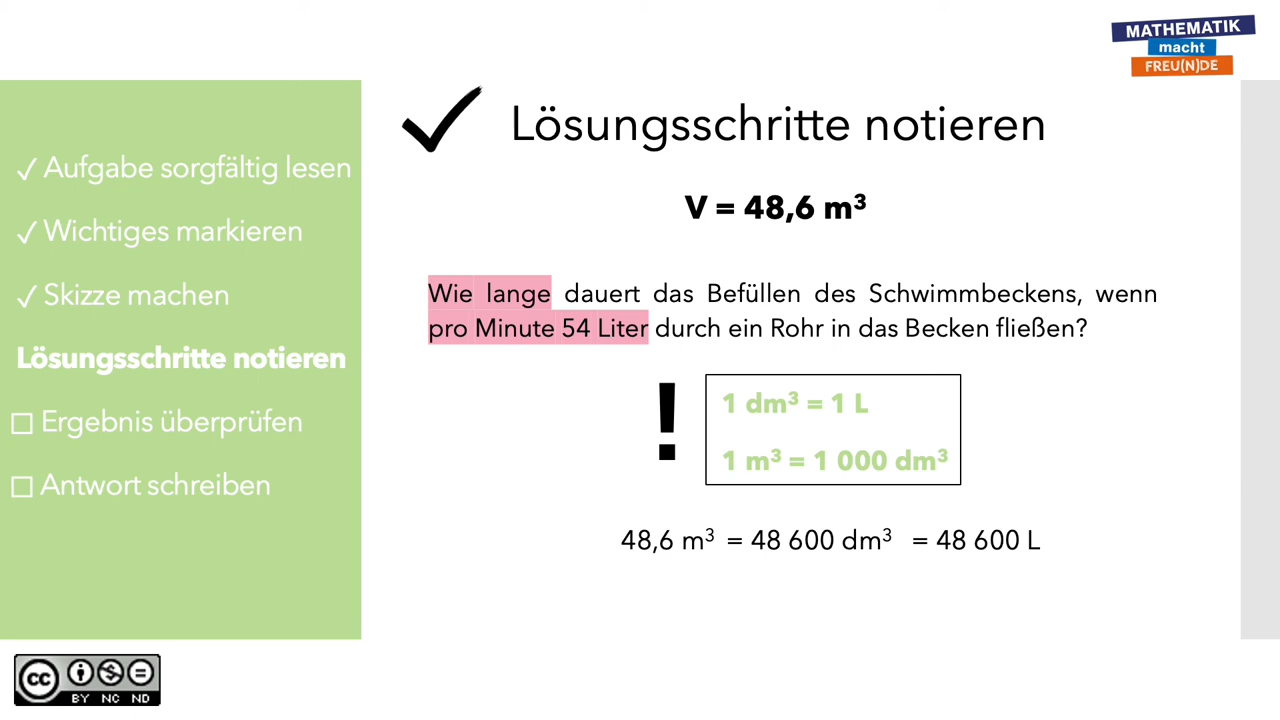 MATHEMATIK
macht
FREU(N)DE
✓ Aufgabe sorgfältig lesen
✓ Wichtiges markieren
✓ Skizze machen
Lösungsschritte notieren
☐ Ergebnis überprüfen
☐ Antwort schreiben
Lösungsschritte notieren
V = 48,6 m³
Wie lange dauert das Befüllen des Schwimmbeckens, wenn
pro Minute 54 Liter durch ein Rohr in das Becken fließen?
!
1 dm³ = 1 L
1 m³ = 1 000 dm³
48,6 m³ = 48 600 dm³ = 48 600 L
cc
BY NC ND